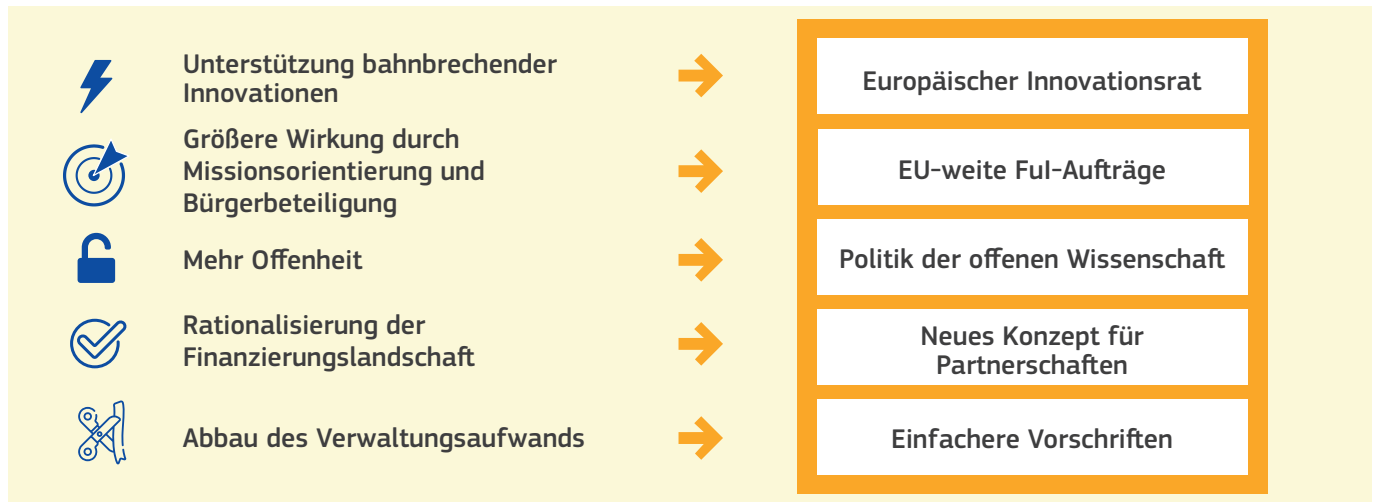 Unterstützung bahnbrechender
Innovationen
Europäischer Innovationsrat
Größere Wirkung durch
Missionsorientierung und
Bürgerbeteiligung
EU-weite FuI-Aufträge
Mehr Offenheit
Politik der offenen Wissenschaft
Rationalisierung der
Finanzierungslandschaft
Neues Konzept für
Partnerschaften
Abbau des Verwaltungsaufwands
Einfachere Vorschriften